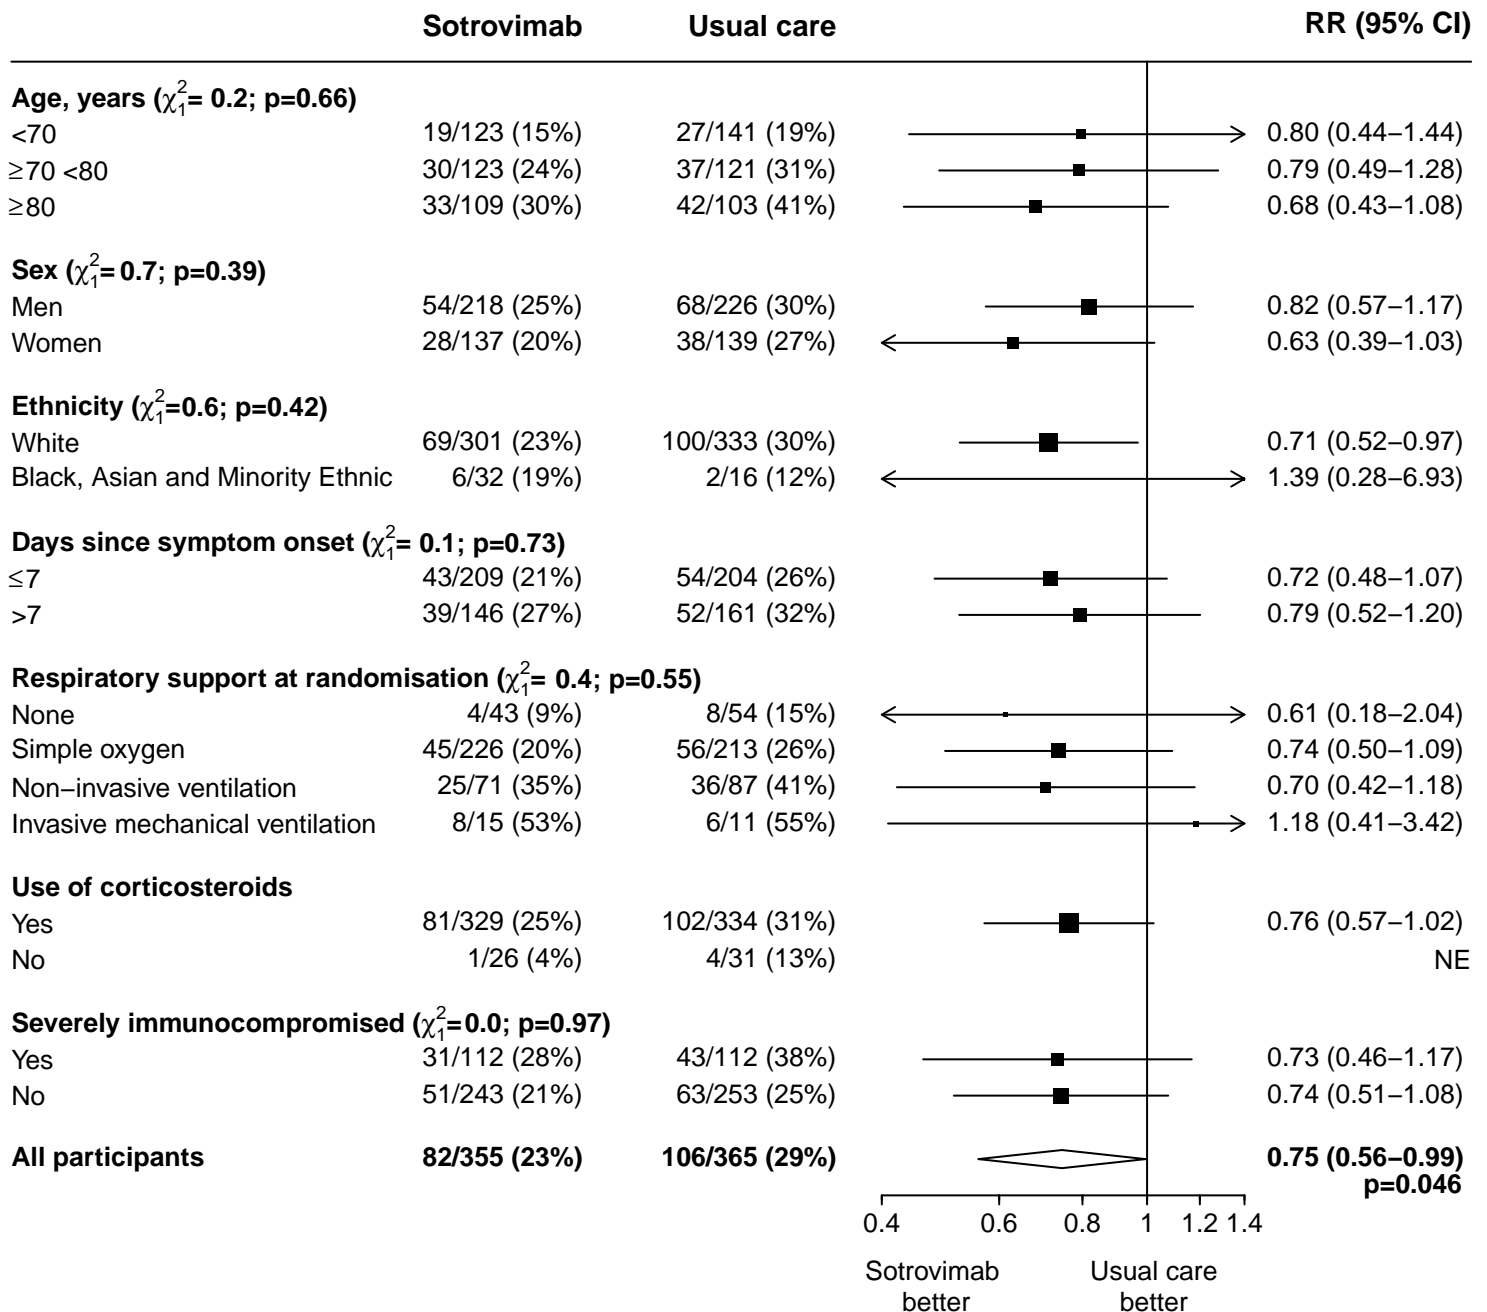 Sotrovimab Usual care RR (95% CI)
Age, years (χ²₁= 0.2; p=0.66)
<70 19/123 (15%) 27/141 (19%) 0.80 (0.44−1.44)
≥70 <80 30/123 (24%) 37/121 (31%) 0.79 (0.49−1.28)
≥80 33/109 (30%) 42/103 (41%) 0.68 (0.43−1.08)
Sex (χ²₁= 0.7; p=0.39)
Men 54/218 (25%) 68/226 (30%) 0.82 (0.57−1.17)
Women 28/137 (20%) 38/139 (27%) 0.63 (0.39−1.03)
Ethnicity (χ²₁=0.6; p=0.42)
White 69/301 (23%) 100/333 (30%) 0.71 (0.52−0.97)
Black, Asian and Minority Ethnic 6/32 (19%) 2/16 (12%) 1.39 (0.28−6.93)
Days since symptom onset (χ²₁= 0.1; p=0.73)
≤7 43/209 (21%) 54/204 (26%) 0.72 (0.48−1.07)
>7 39/146 (27%) 52/161 (32%) 0.79 (0.52−1.20)
Respiratory support at randomisation (χ²₁= 0.4; p=0.55)
None 4/43 (9%) 8/54 (15%) 0.61 (0.18−2.04)
Simple oxygen 45/226 (20%) 56/213 (26%) 0.74 (0.50−1.09)
Non−invasive ventilation 25/71 (35%) 36/87 (41%) 0.70 (0.42−1.18)
Invasive mechanical ventilation 8/15 (53%) 6/11 (55%) 1.18 (0.41−3.42)
Use of corticosteroids
Yes 81/329 (25%) 102/334 (31%) 0.76 (0.57−1.02)
No 1/26 (4%) 4/31 (13%) NE
Severely immunocompromised (χ²₁=0.0; p=0.97)
Yes 31/112 (28%) 43/112 (38%) 0.73 (0.46−1.17)
No 51/243 (21%) 63/253 (25%) 0.74 (0.51−1.08)
All participants 82/355 (23%) 106/365 (29%) 0.75 (0.56−0.99)
p=0.046
0.4 0.6 0.8 1 1.2 1.4
Sotrovimab Usual care
better better